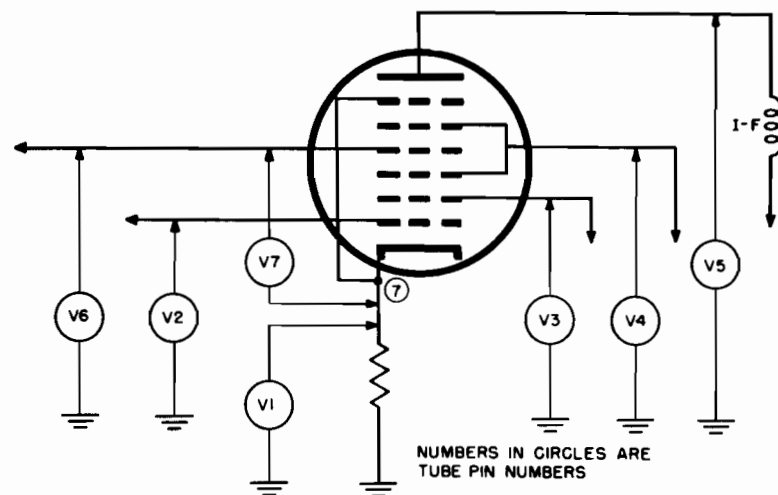 I-F
V7
7
V5
V6
V2
V3
V4
V1
NUMBERS IN CIRCLES ARE
TUBE PIN NUMBERS